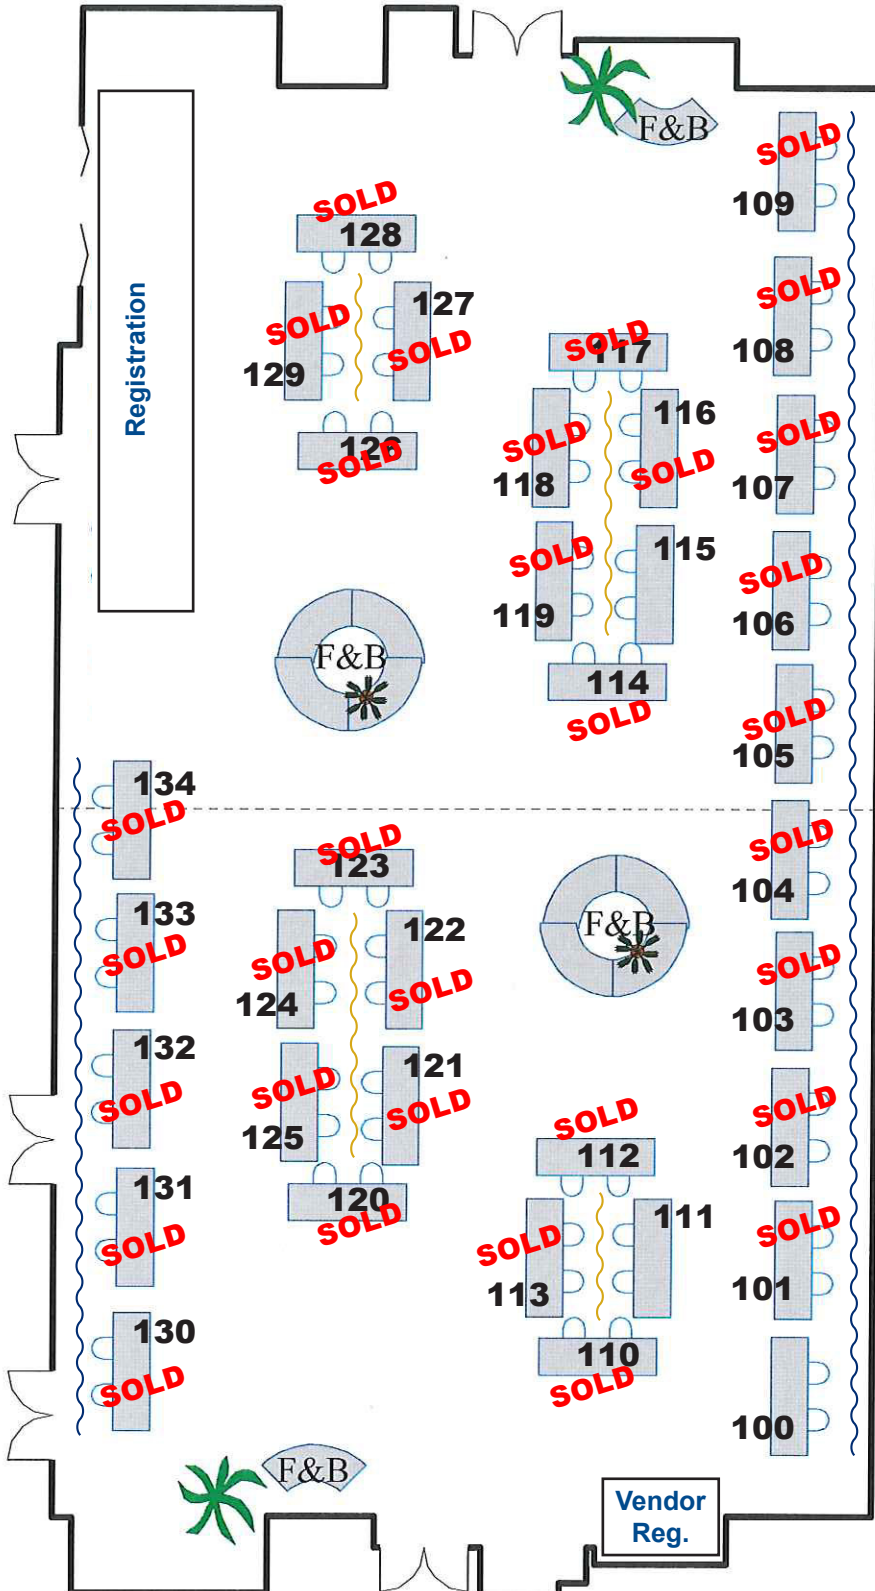 F&B
SOLD
109
SOLD
128
SOLD
127
SOLD
129
SOLD
126
SOLD
Registration
SOLD
108
SOLD
117
116
SOLD
118
SOLD
SOLD
107
SOLD
119
115
SOLD
106
F&B
114
SOLD
SOLD
105
134
SOLD
SOLD
123
SOLD
104
133
SOLD
122
SOLD
124
SOLD
F&B
SOLD
103
132
SOLD
121
SOLD
125
SOLD
SOLD
112
SOLD
102
131
SOLD
120
SOLD
111
SOLD
113
SOLD
101
130
SOLD
110
SOLD
100
F&B
Vendor
Reg.